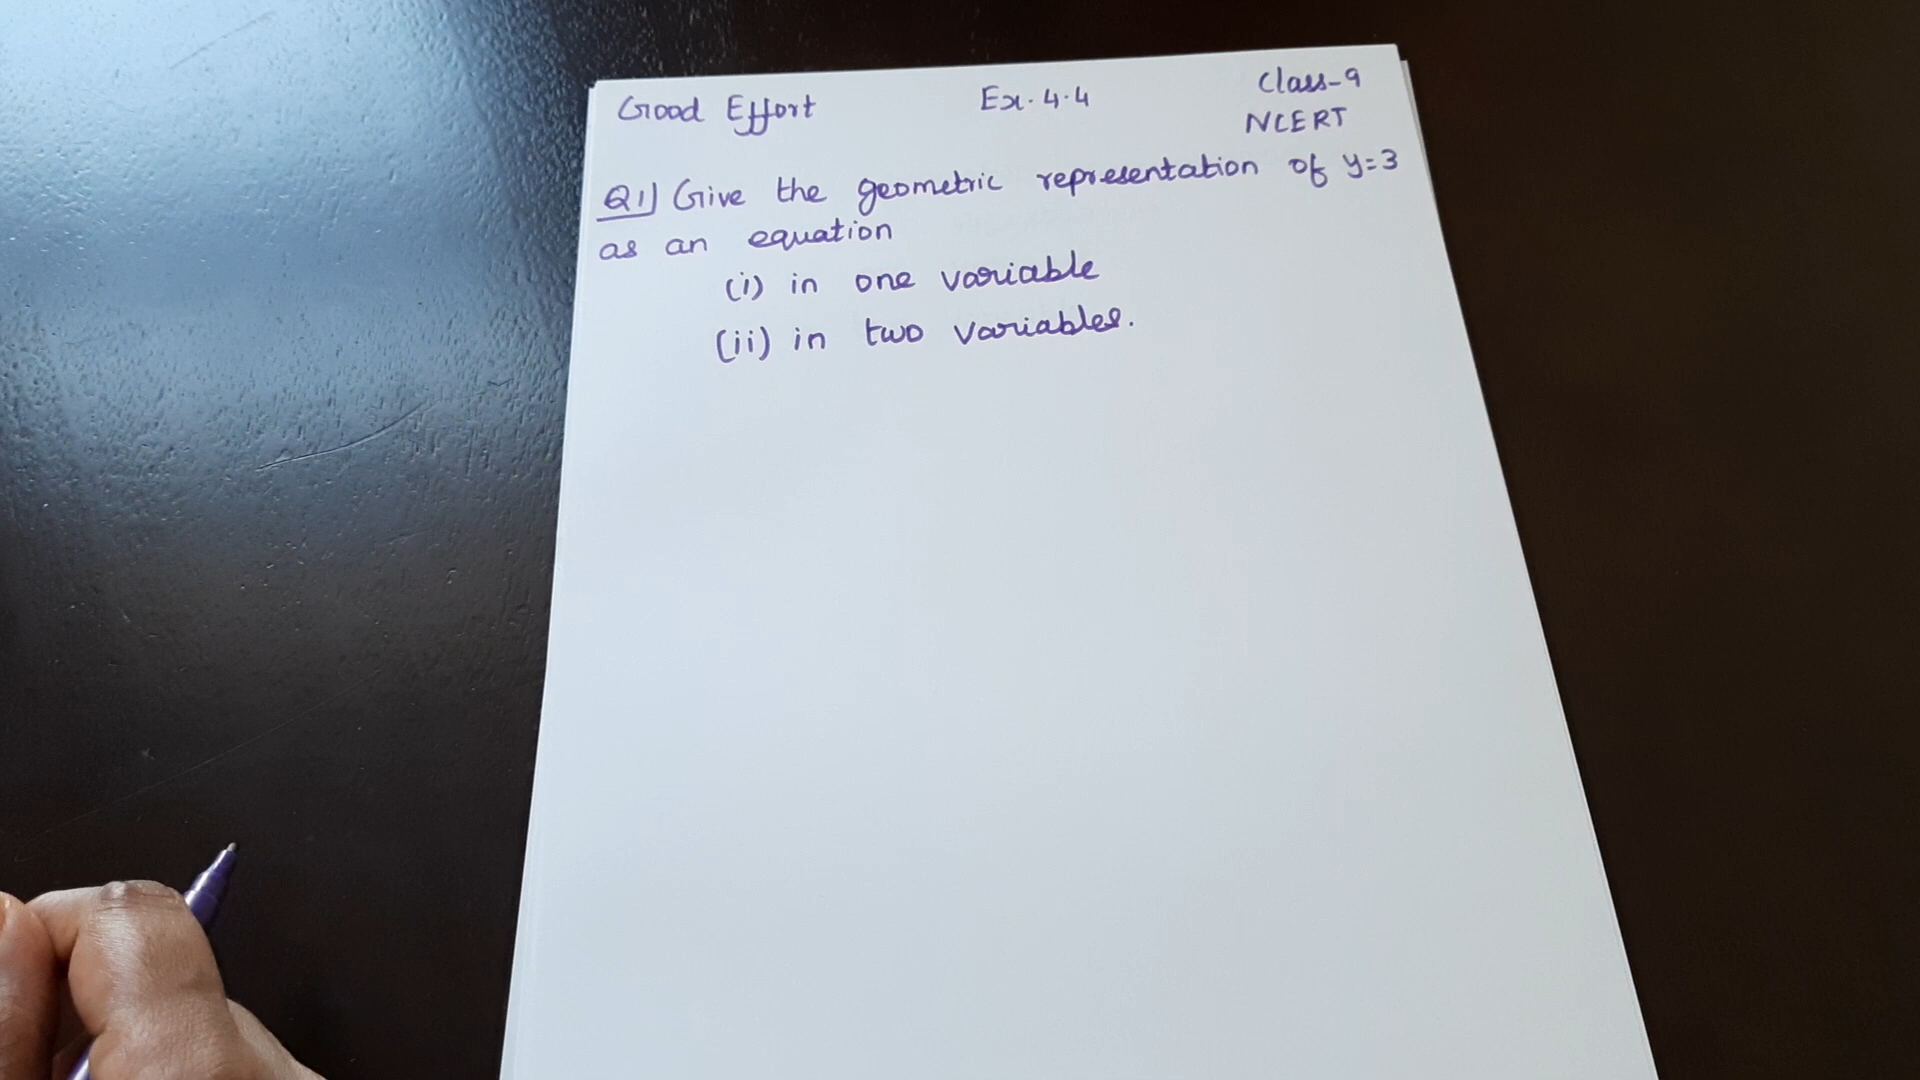 Good Effort Ex. 4.4 Class-9
NCERT
Q1) Give the geometric representation of y=3
as an equation
(i) in one variable
(ii) in two variables.